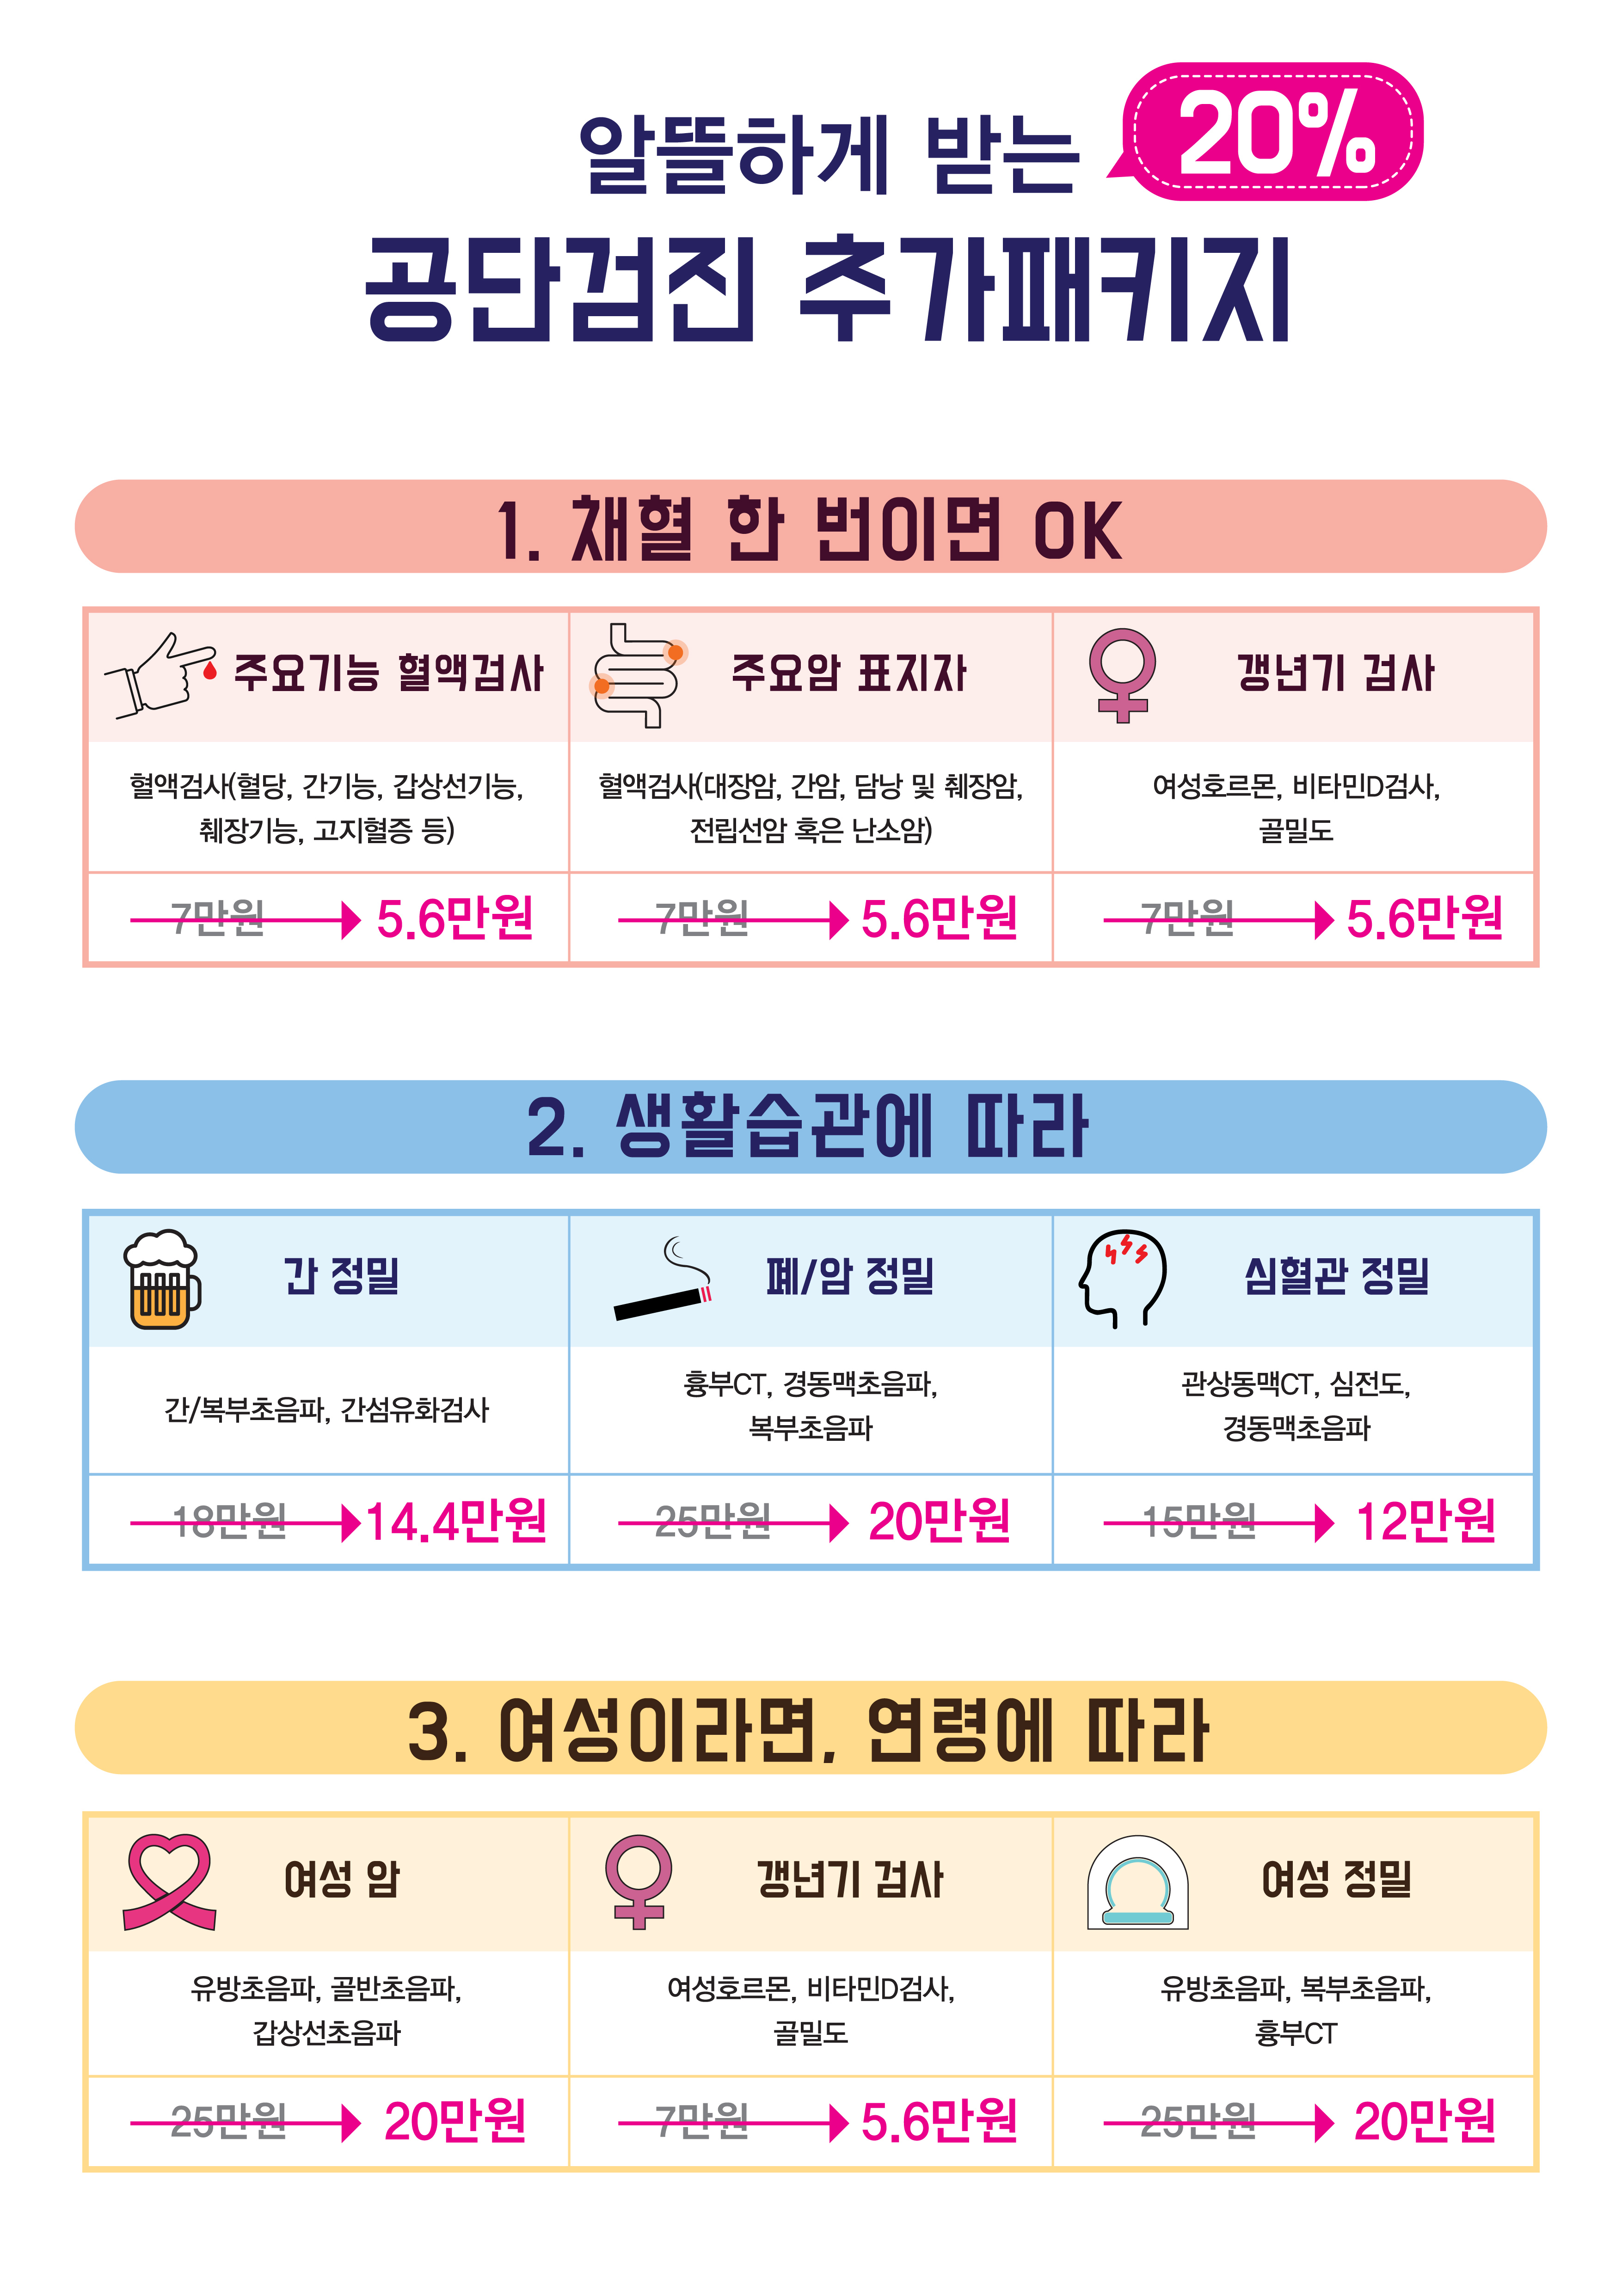 알뜰하게 받는 20%
공단검진 추가패키지
1. 채혈 한 번이면 OK
주요기능 혈액검사
혈액검사(혈당, 간기능, 갑상선기능,
췌장기능, 고지혈증 등)
7만원 5.6만원
주요암 표지자
혈액검사(대장암, 간암, 담낭 및 췌장암,
전립선암 혹은 난소암)
7만원 5.6만원
갱년기 검사
여성호르몬, 비타민D검사,
골밀도
7만원 5.6만원
2. 생활습관에 따라
간 정밀
간/복부초음파, 간섬유화검사
18만원 14.4만원
폐/암 정밀
흉부CT, 경동맥초음파,
복부초음파
25만원 20만원
심혈관 정밀
관상동맥CT, 심전도,
경동맥초음파
15만원 12만원
3. 여성이라면, 연령에 따라
여성 암
유방초음파, 골반초음파,
갑상선초음파
25만원 20만원
갱년기 검사
여성호르몬, 비타민D검사,
골밀도
7만원 5.6만원
여성 정밀
유방초음파, 복부초음파,
흉부CT
25만원 20만원